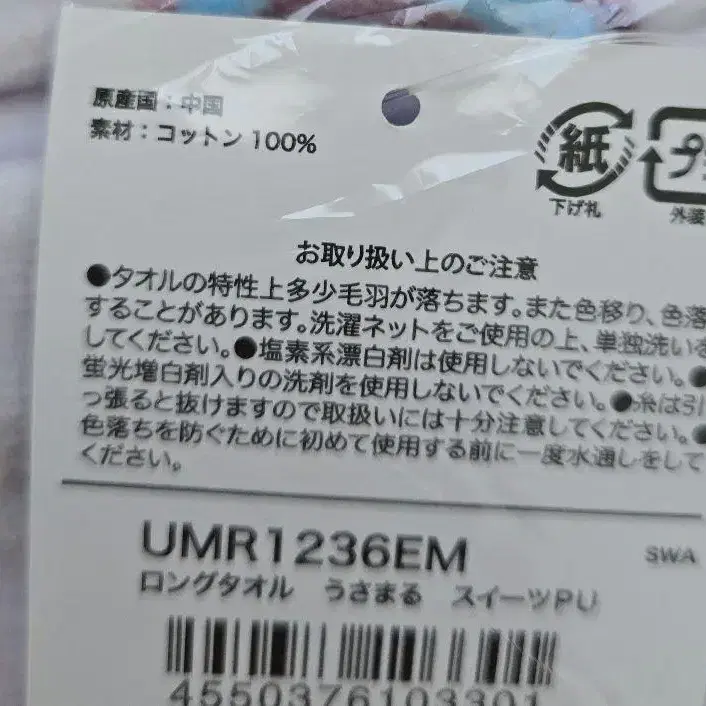 原産国：中国
素材：コットン100%
紙
下げ札
プ
外装
お取り扱い上のご注意
●タオルの特性上多少毛羽が落ちます。また色移り、色落
することがあります。洗濯ネットをご使用の上、単独洗いを
してください。●塩素系漂白剤は使用しないでください。●
蛍光増白剤入りの洗剤を使用しないでください。●糸は引
っ張ると抜けますので取扱いには十分注意してください。●
色落ちを防ぐために初めて使用する前に一度水通しをして
ください。
UMR1236EM
SWA
ロングタオル うさまる スイーツPU
4550376103301